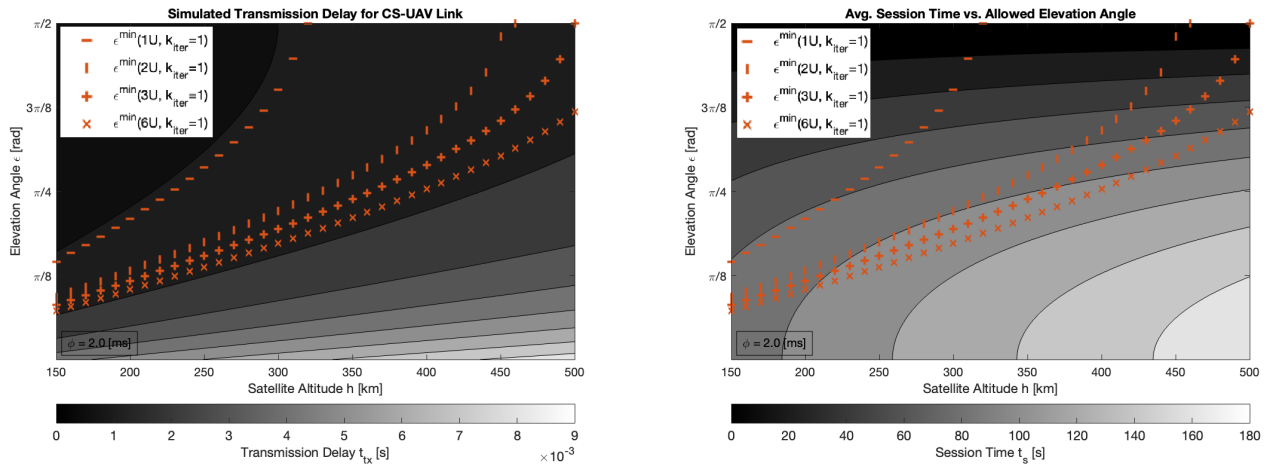 Simulated Transmission Delay for CS-UAV Link
π/2
3π/8
π/4
π/8
Elevation Angle ϵ [rad]
ϵ^min(1U, k_iter=1)
ϵ^min(2U, k_iter=1)
ϵ^min(3U, k_iter=1)
ϵ^min(6U, k_iter=1)
ϕ = 2.0 [ms]
150 200 250 300 350 400 450 500
Satellite Altitude h [km]
0 1 2 3 4 5 6 7 8 9
Transmission Delay t_tx [s]
×10^-3
Avg. Session Time vs. Allowed Elevation Angle
π/2
3π/8
π/4
π/8
Elevation Angle ϵ [rad]
ϵ^min(1U, k_iter=1)
ϵ^min(2U, k_iter=1)
ϵ^min(3U, k_iter=1)
ϵ^min(6U, k_iter=1)
ϕ = 2.0 [ms]
150 200 250 300 350 400 450 500
Satellite Altitude h [km]
0 20 40 60 80 100 120 140 160 180
Session Time t_s [s]